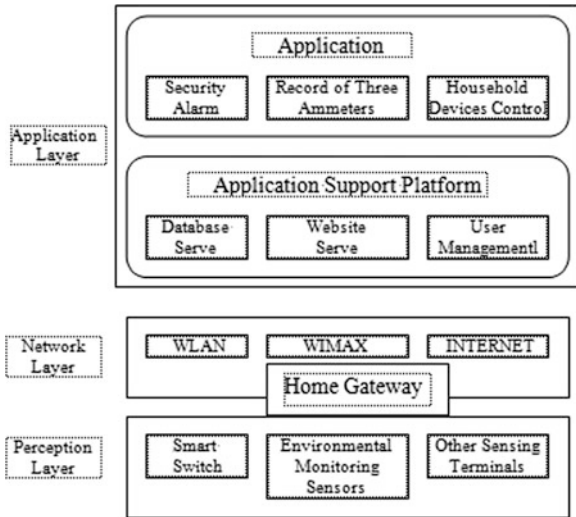 Application
Security
Alarm
Record of Three
Ammeters
Household
Devices Control
Application
Layer
Application Support Platform
Database
Serve
Website
Serve
User
Managementl
Network
Layer
WLAN
WIMAX
INTERNET
Home Gateway
Perception
Layer
Smart
Switch
Environmental
Monitoring
Sensors
Other Sensing
Terminals